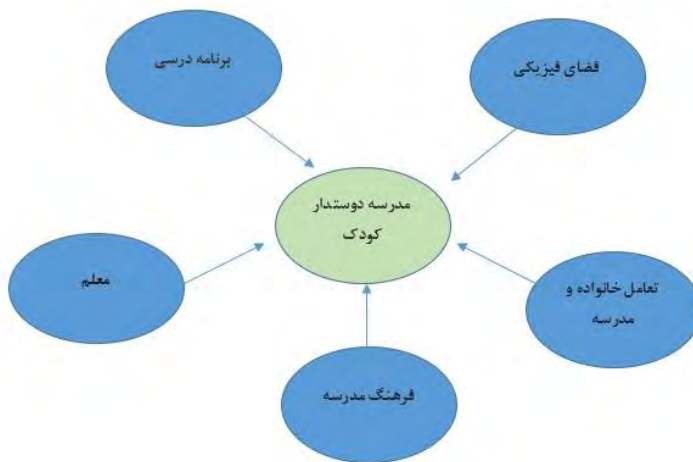 فضای فیزیکی
برنامه درسی
مدرسه دوستدار
کودک
تعامل خانواده و
مدرسه
معلم
فرهنگ مدرسه